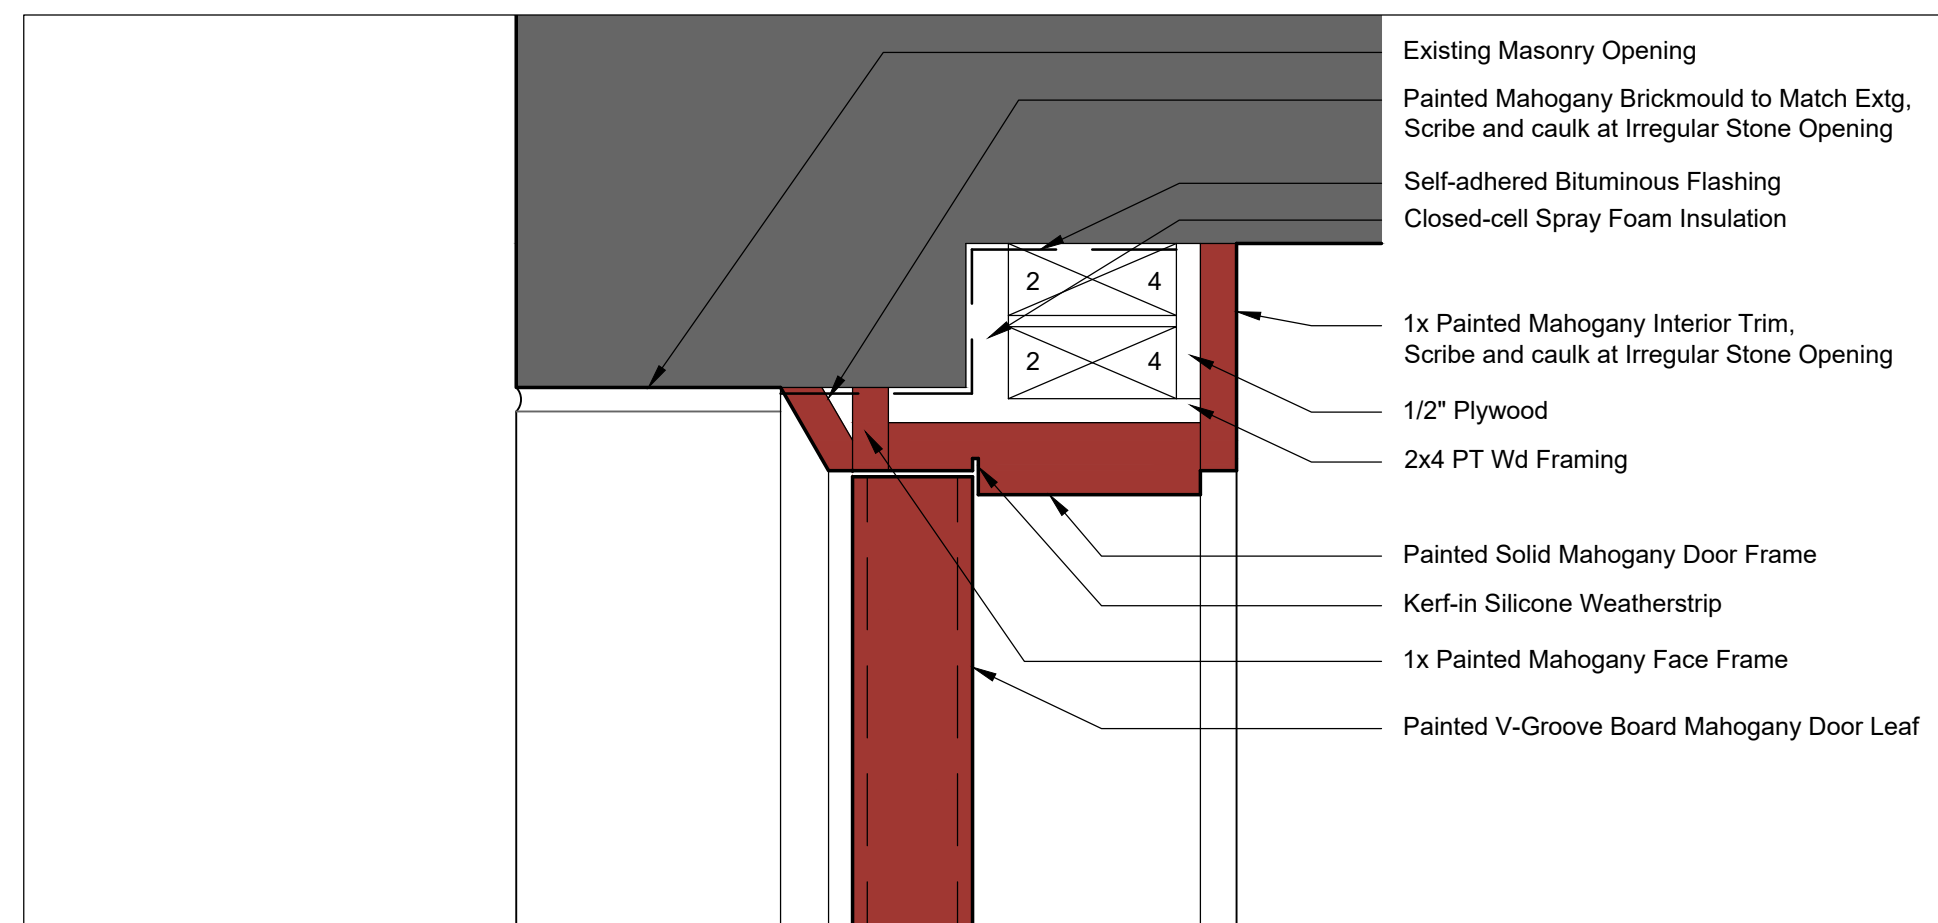 Existing Masonry Opening
Painted Mahogany Brickmould to Match Extg,
Scribe and caulk at Irregular Stone Opening
Self-adhered Bituminous Flashing
Closed-cell Spray Foam Insulation
2 4
1x Painted Mahogany Interior Trim,
Scribe and caulk at Irregular Stone Opening
2 4
1/2" Plywood
2x4 PT Wd Framing
Painted Solid Mahogany Door Frame
Kerf-in Silicone Weatherstrip
1x Painted Mahogany Face Frame
Painted V-Groove Board Mahogany Door Leaf